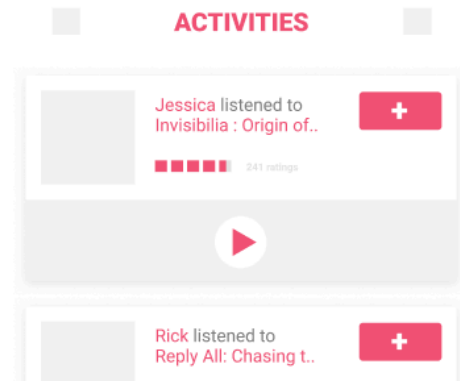 ACTIVITIES
Jessica listened to
Invisibilia : Origin of..
241 ratings
Rick listened to
Reply All: Chasing t..